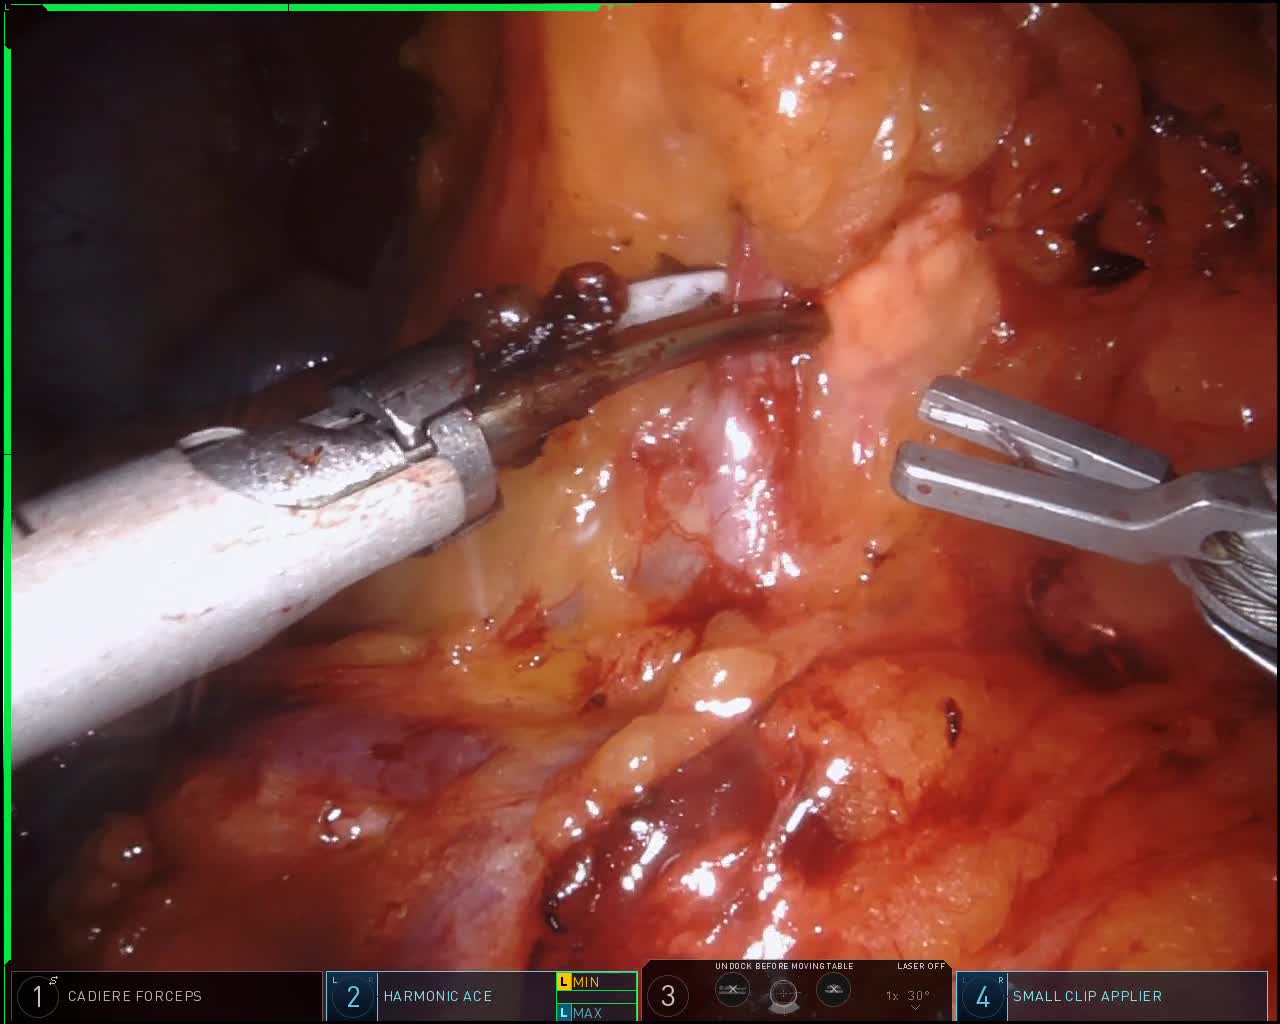 UNDOCK BEFORE MOVING TABLE LASER OFF
1 CADIERE FORCEPS
L R
2 HARMONIC ACE
L MIN
L MAX
3 1x 30°
L R
4 SMALL CLIP APPLIER